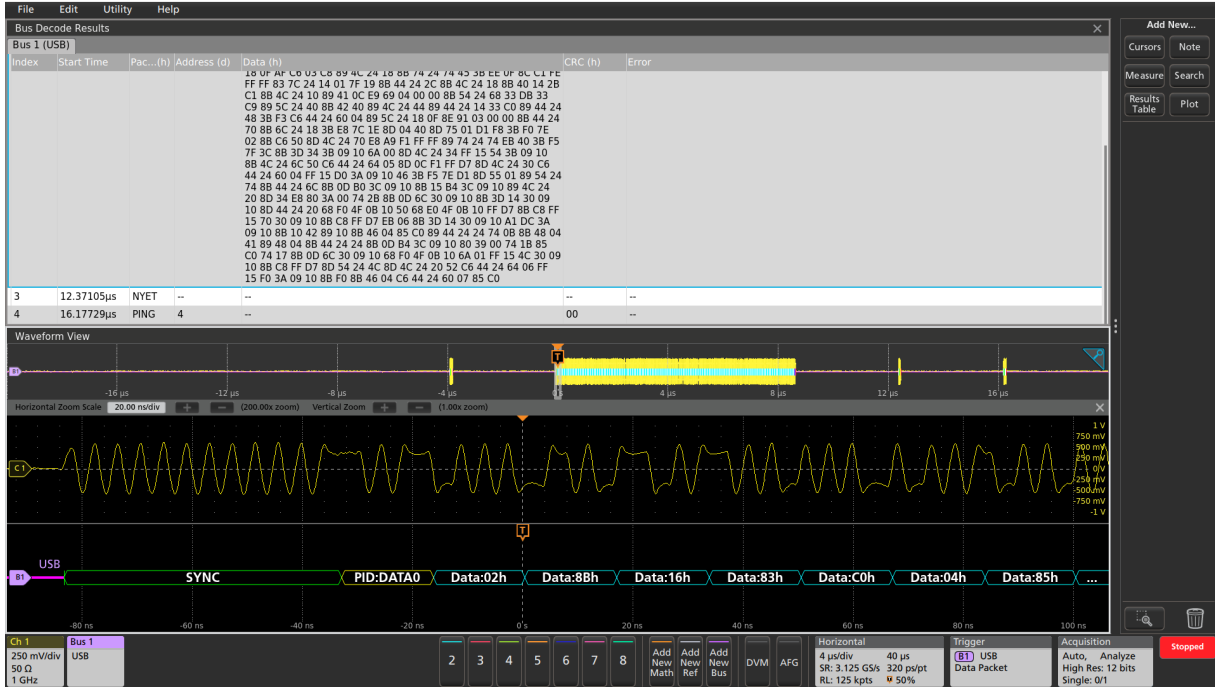 File Edit Utility Help
Add New...
Bus Decode Results
Bus 1 (USB)
Cursors Note
Measure Search
Results Table Plot
Index Start Time Pac...(h) Address (d) Data (h) CRC (h) Error
18 0F AF C6 03 C8 89 4C 24 18 8B 74 24 74 45 3B EE 0F 8C C1 FE
FF FF 83 7C 24 14 01 7F 19 8B 44 24 2C 8B 4C 24 18 8B 40 14 2B
C1 8B 4C 24 10 89 41 0C E9 69 04 00 00 8B 54 24 68 33 DB 33
C9 89 5C 24 40 8B 42 40 89 4C 24 44 89 44 24 14 33 C0 89 44 24
48 3B F3 C6 44 24 60 04 89 5C 24 18 0F 8E 91 03 00 00 8B 44 24
70 8B 6C 24 18 3B E8 7C 1E 8D 04 40 8D 75 01 D1 F8 3B F0 7E
02 8B C6 50 8D 4C 24 70 E8 A9 F1 FF FF 89 74 24 74 EB 40 3B F5
7F 3C 8B 3D 34 3B 09 10 6A 00 8D 4C 24 34 FF 15 54 3B 09 10
8B 4C 24 6C 50 C6 44 24 64 05 8D 0C F1 FF D7 8D 4C 24 30 C6
44 24 60 04 FF 15 D0 3A 09 10 46 3B F5 7E D1 8D 55 01 89 54 24
74 8B 44 24 6C 8B 0D B0 3C 09 10 8B 15 B4 3C 09 10 89 4C 24
20 8D 34 E8 80 3A 00 74 2B 8B 0D 6C 30 09 10 8B 3D 14 30 09
10 8D 44 24 20 68 F0 4F 0B 10 50 68 E0 4F 0B 10 FF D7 8B C8 FF
15 70 30 09 10 8B C8 FF D7 EB 06 8B 3D 14 30 09 10 A1 DC 3A
09 10 8B 10 42 89 10 8B 46 04 85 C0 89 44 24 24 74 0B 8B 48 04
41 89 48 04 8B 44 24 24 8B 0D B4 3C 09 10 80 39 00 74 1B 85
C0 74 17 8B 0D 6C 30 09 10 68 F0 4F 0B 10 6A 01 FF 15 4C 30 09
10 8B C8 FF D7 8D 54 24 4C 8D 4C 24 20 52 C6 44 24 64 06 FF
15 F0 3A 09 10 8B F0 8B 46 04 C6 44 24 60 07 85 C0
3 12.37105µs NYET -- -- -- --
4 16.17729µs PING 4 -- 00 --
Waveform View
T
B1
-16 µs -12 µs -8 µs -4 µs 0 s 4 µs 8 µs 12 µs 16 µs
Horizontal Zoom Scale 20.00 ns/div + − (200.00x zoom) Vertical Zoom + − (1.00x zoom)
1 V
750 mV
500 mV
250 mV
C1 0 V
-250 mV
-500 mV
-750 mV
-1 V
T
USB
B1 SYNC PID:DATA0 Data:02h Data:8Bh Data:16h Data:83h Data:C0h Data:04h Data:85h ...
-80 ns -60 ns -40 ns -20 ns 0 s 20 ns 40 ns 60 ns 80 ns 100 ns
Ch 1
250 mV/div
50 Ω
1 GHz
Bus 1
USB
2 3 4 5 6 7 8
Add New Math
Add New Ref
Add New Bus
DVM AFG
Horizontal
4 µs/div 40 µs
SR: 3.125 GS/s 320 ps/pt
RL: 125 kpts 50%
Trigger
B1 USB
Data Packet
Acquisition
Auto, Analyze
High Res: 12 bits
Single: 0/1
Stopped